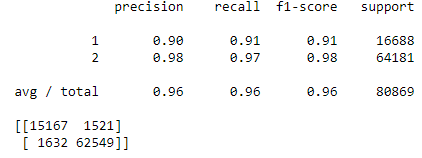 precision recall f1-score support
1 0.90 0.91 0.91 16688
2 0.98 0.97 0.98 64181
avg / total 0.96 0.96 0.96 80869
[[15167 1521]
[ 1632 62549]]